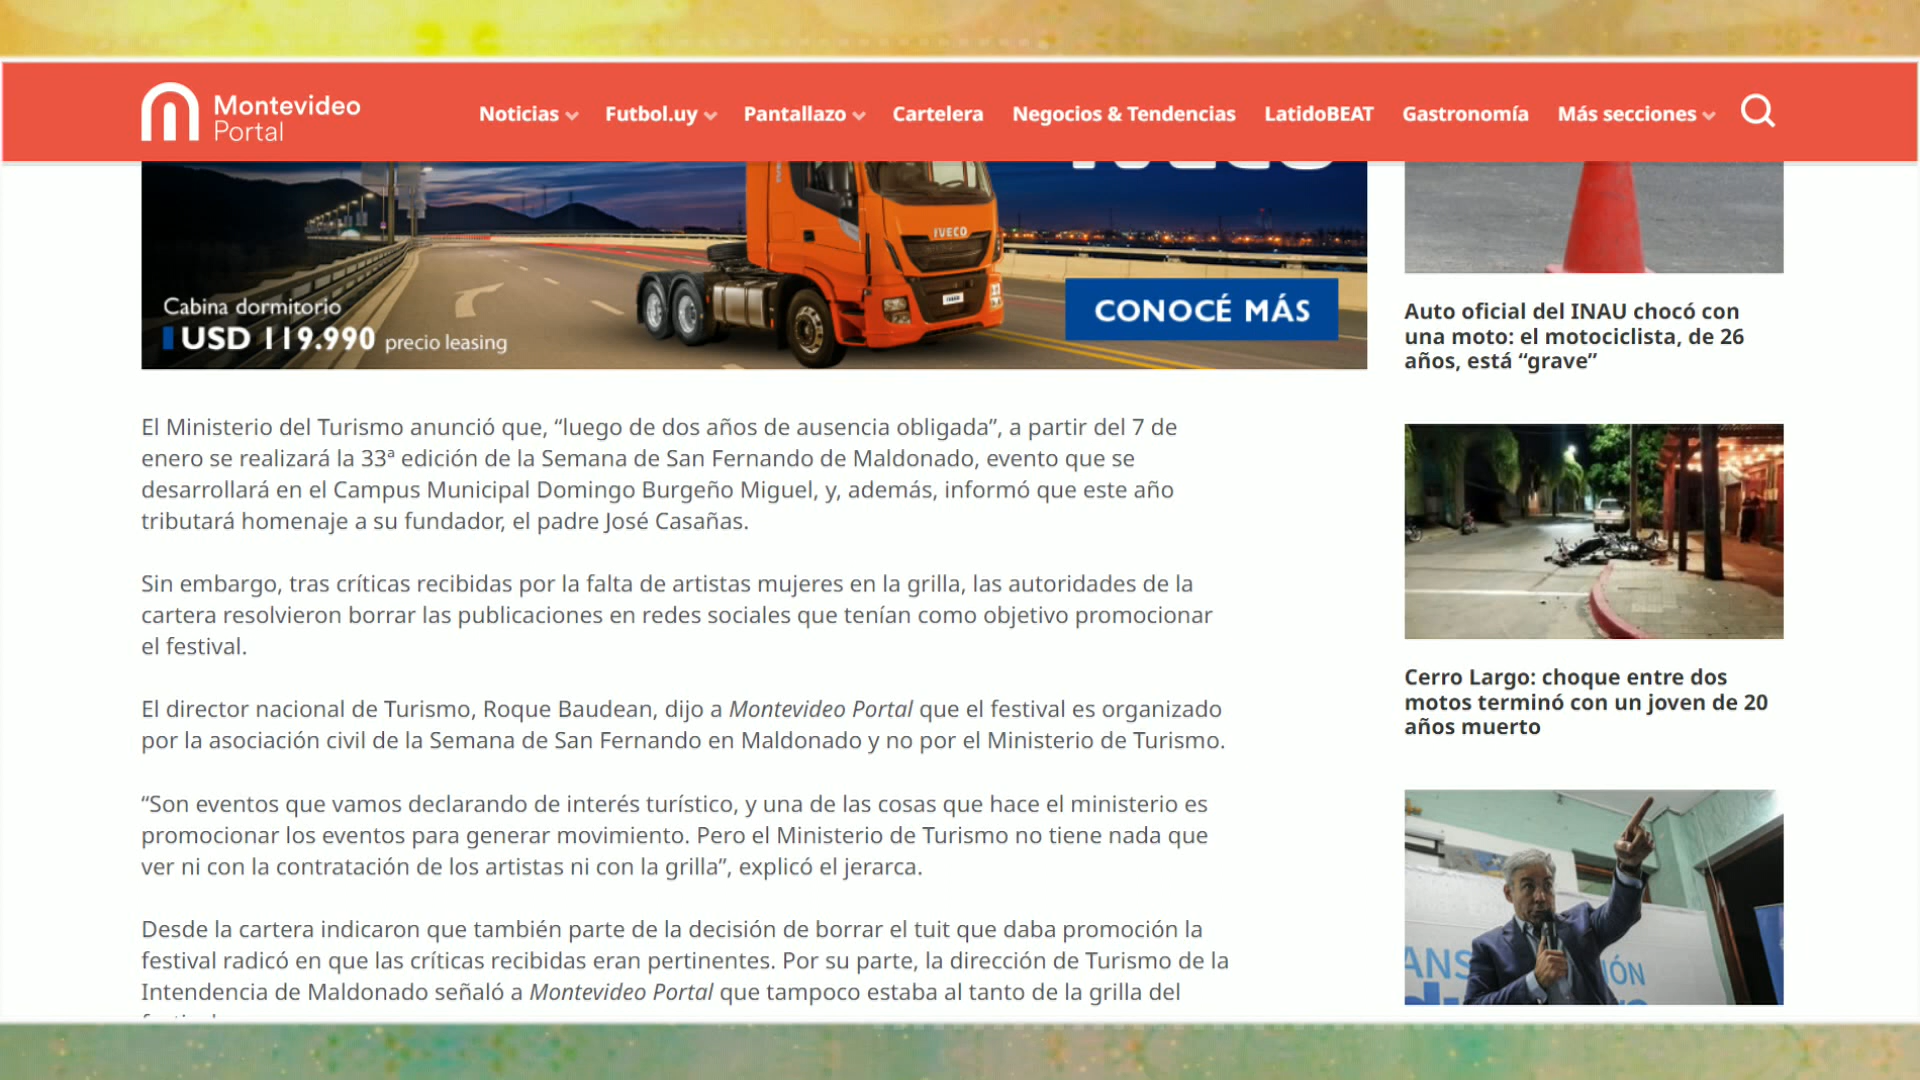 Montevideo
Portal
Noticias
Futbol.uy
Pantallazo
Cartelera
Negocios & Tendencias
LatidoBEAT
Gastronomía
Más secciones
IVECO
Cabina dormitorio
USD 119.990 precio leasing
CONOCÉ MÁS
El Ministerio del Turismo anunció que, “luego de dos años de ausencia obligada”, a partir del 7 de
enero se realizará la 33ª edición de la Semana de San Fernando de Maldonado, evento que se
desarrollará en el Campus Municipal Domingo Burgeño Miguel, y, además, informó que este año
tributará homenaje a su fundador, el padre José Casañas.
Sin embargo, tras críticas recibidas por la falta de artistas mujeres en la grilla, las autoridades de la
cartera resolvieron borrar las publicaciones en redes sociales que tenían como objetivo promocionar
el festival.
El director nacional de Turismo, Roque Baudean, dijo a Montevideo Portal que el festival es organizado
por la asociación civil de la Semana de San Fernando en Maldonado y no por el Ministerio de Turismo.
“Son eventos que vamos declarando de interés turístico, y una de las cosas que hace el ministerio es
promocionar los eventos para generar movimiento. Pero el Ministerio de Turismo no tiene nada que
ver ni con la contratación de los artistas ni con la grilla”, explicó el jerarca.
Desde la cartera indicaron que también parte de la decisión de borrar el tuit que daba promoción la
festival radicó en que las críticas recibidas eran pertinentes. Por su parte, la dirección de Turismo de la
Intendencia de Maldonado señaló a Montevideo Portal que tampoco estaba al tanto de la grilla del
Auto oficial del INAU chocó con
una moto: el motociclista, de 26
años, está “grave”
Cerro Largo: choque entre dos
motos terminó con un joven de 20
años muerto